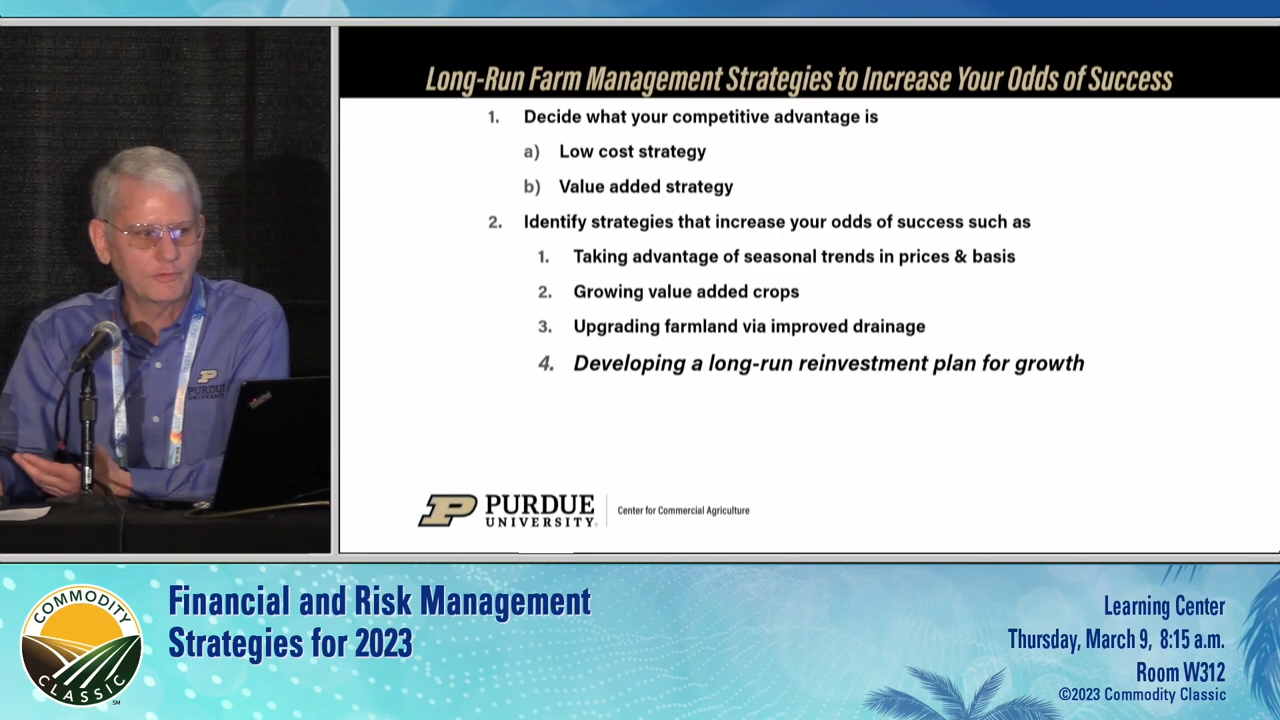 Long-Run Farm Management Strategies to Increase Your Odds of Success
1. Decide what your competitive advantage is
a) Low cost strategy
b) Value added strategy
2. Identify strategies that increase your odds of success such as
1. Taking advantage of seasonal trends in prices & basis
2. Growing value added crops
3. Upgrading farmland via improved drainage
4. Developing a long-run reinvestment plan for growth
P PURDUE
UNIVERSITY
Center for Commercial Agriculture
P
PURDUE
UNIVERSITY
ThinkPad
COMMODITY
CLASSIC
SM
Financial and Risk Management
Strategies for 2023
Learning Center
Thursday, March 9, 8:15 a.m.
Room W312
©2023 Commodity Classic